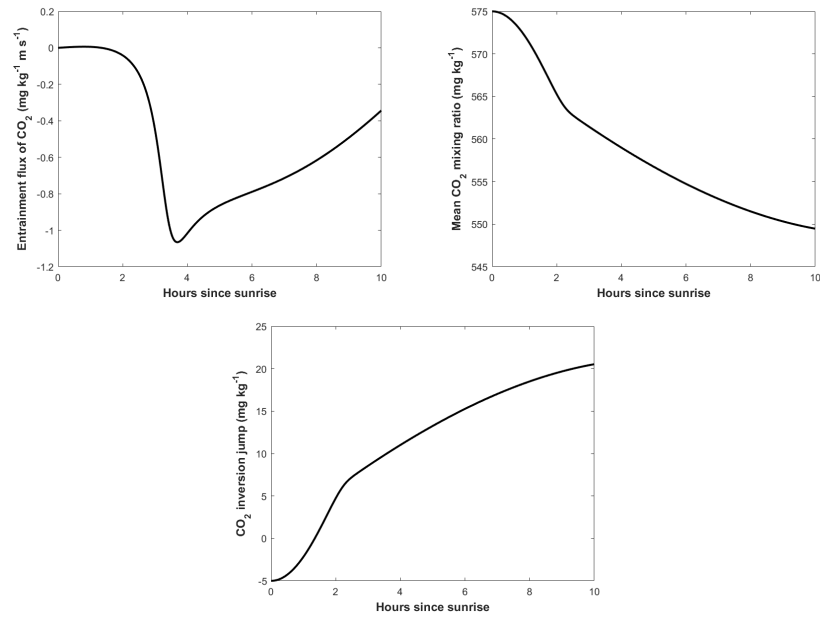 Entrainment flux of CO2 (mg kg-1 m s-1)
0.2
0
-0.2
-0.4
-0.6
-0.8
-1
-1.2
0 2 4 6 8 10
Hours since sunrise
Mean CO2 mixing ratio (mg kg-1)
575
570
565
560
555
550
545
0 2 4 6 8 10
Hours since sunrise
CO2 inversion jump (mg kg-1)
25
20
15
10
5
0
-5
0 2 4 6 8 10
Hours since sunrise